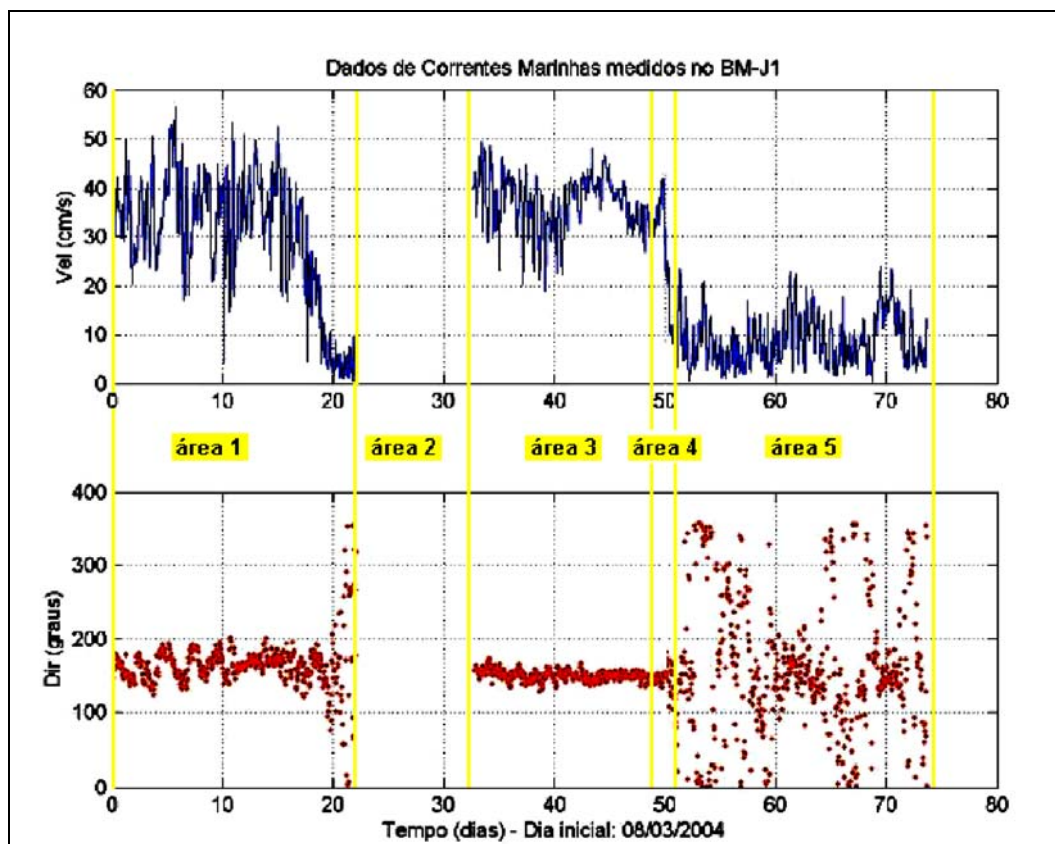 Dados de Correntes Marinhas medidos no BM-J1
60
50
40
30
20
10
0
Vel (cm/s)
0 10 20 30 40 50 60 70 80
área 1 área 2 área 3 área 4 área 5
400
300
200
100
0
Dir (graus)
0 10 20 30 40 50 60 70 80
Tempo (dias) - Dia inicial: 08/03/2004